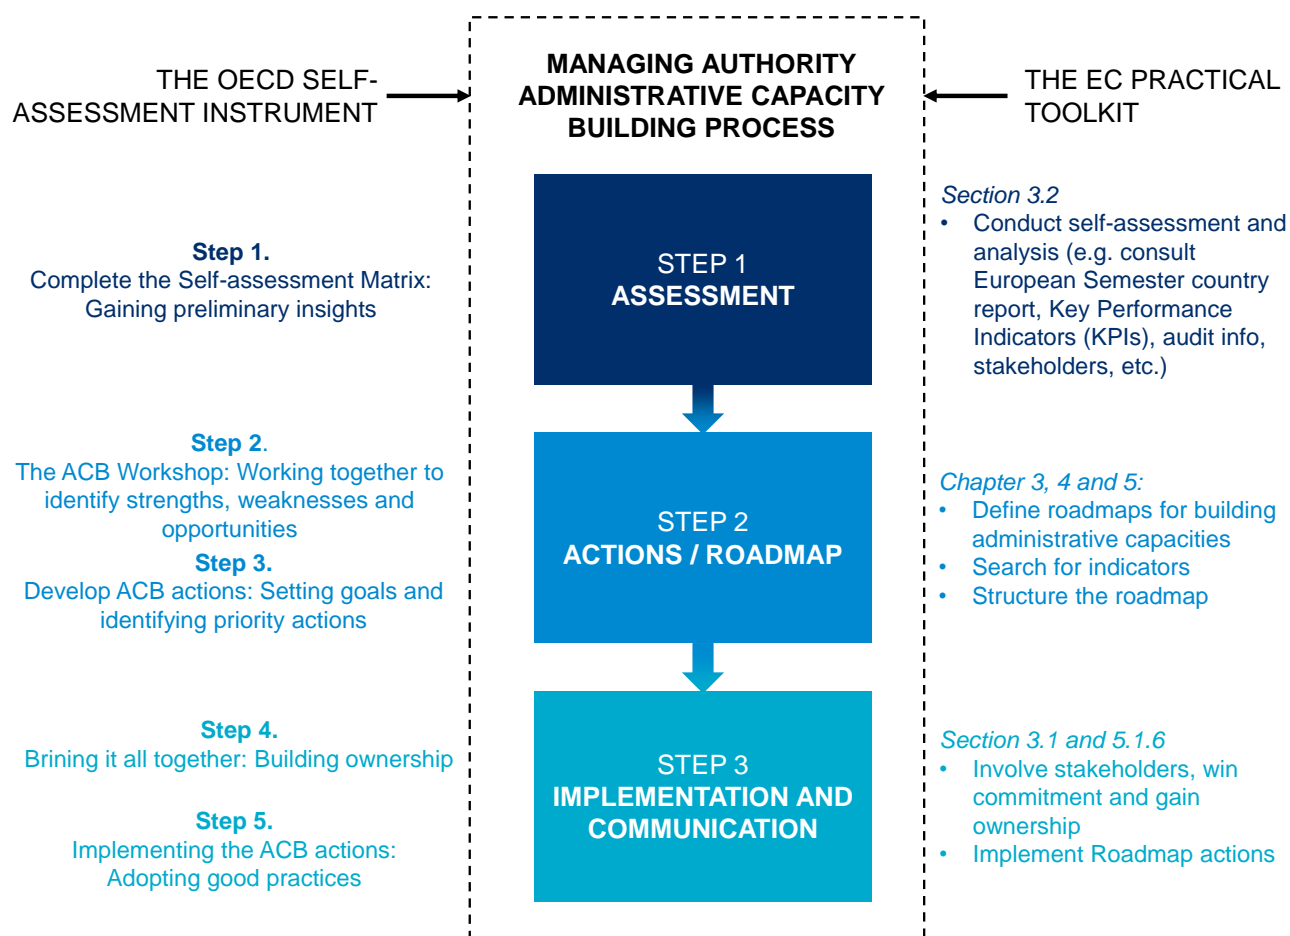 THE OECD SELF-
ASSESSMENT INSTRUMENT
MANAGING AUTHORITY
ADMINISTRATIVE CAPACITY
BUILDING PROCESS
THE EC PRACTICAL
TOOLKIT
Step 1.
Complete the Self-assessment Matrix:
Gaining preliminary insights
STEP 1
ASSESSMENT
Section 3.2
• Conduct self-assessment and
analysis (e.g. consult
European Semester country
report, Key Performance
Indicators (KPIs), audit info,
stakeholders, etc.)
Step 2.
The ACB Workshop: Working together to
identify strengths, weaknesses and
opportunities
Step 3.
Develop ACB actions: Setting goals and
identifying priority actions
STEP 2
ACTIONS / ROADMAP
Chapter 3, 4 and 5:
• Define roadmaps for building
administrative capacities
• Search for indicators
• Structure the roadmap
Step 4.
Brining it all together: Building ownership
Step 5.
Implementing the ACB actions:
Adopting good practices
STEP 3
IMPLEMENTATION AND
COMMUNICATION
Section 3.1 and 5.1.6
• Involve stakeholders, win
commitment and gain
ownership
• Implement Roadmap actions